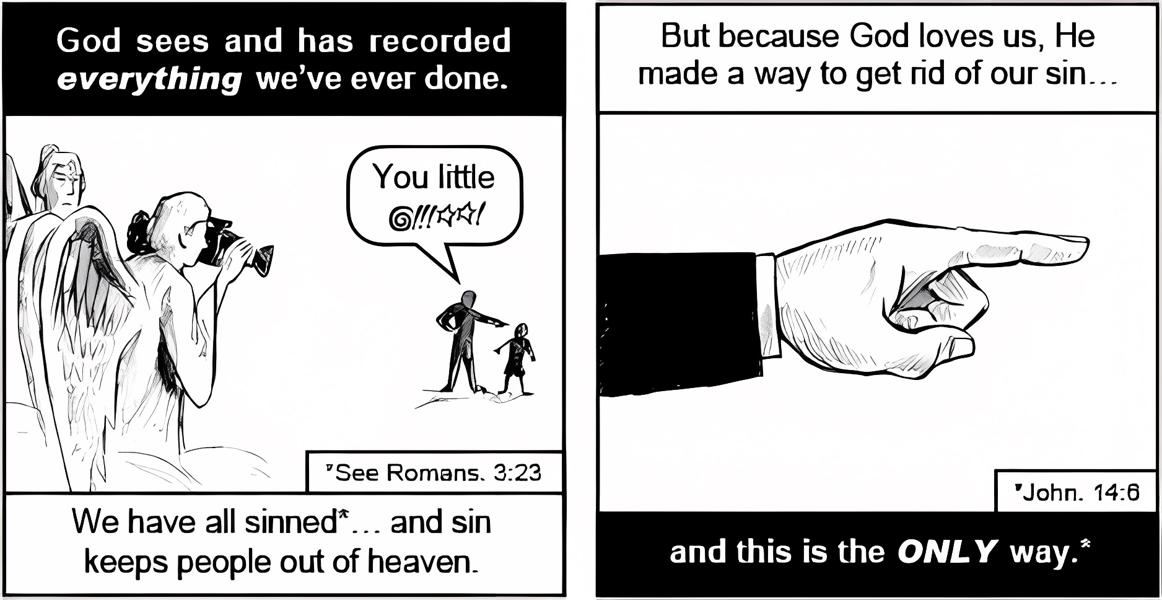 God sees and has recorded
everything we've ever done.
You little
@!!!☆☆!
*See Romans. 3:23
We have all sinned*... and sin
keeps people out of heaven.
But because God loves us, He
made a way to get rid of our sin...
*John. 14:6
and this is the ONLY way.*